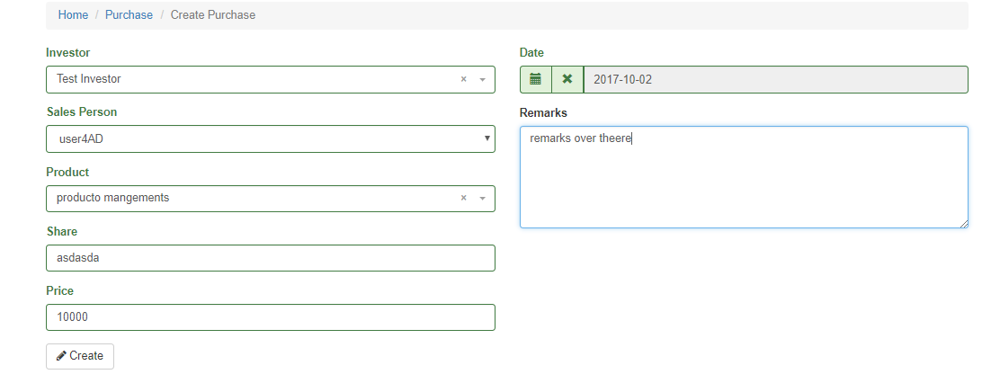 Home / Purchase / Create Purchase
Investor
Test Investor × 
Sales Person
user4AD
Product
producto mangements ×
Share
asdasda
Price
10000
Create
Date
2017-10-02
Remarks
remarks over theere